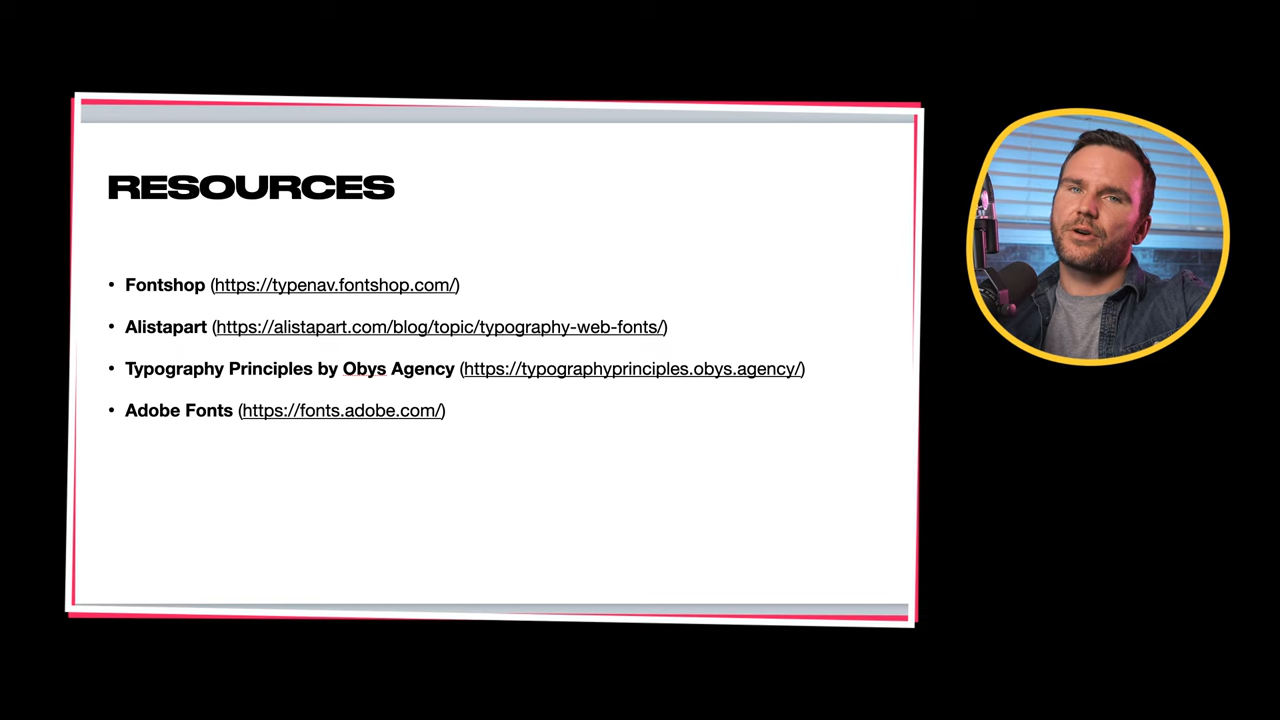 RESOURCES
• Fontshop (https://typenav.fontshop.com/)
• Alistapart (https://alistapart.com/blog/topic/typography-web-fonts/)
• Typography Principles by Obys Agency (https://typographyprinciples.obys.agency/)
• Adobe Fonts (https://fonts.adobe.com/)